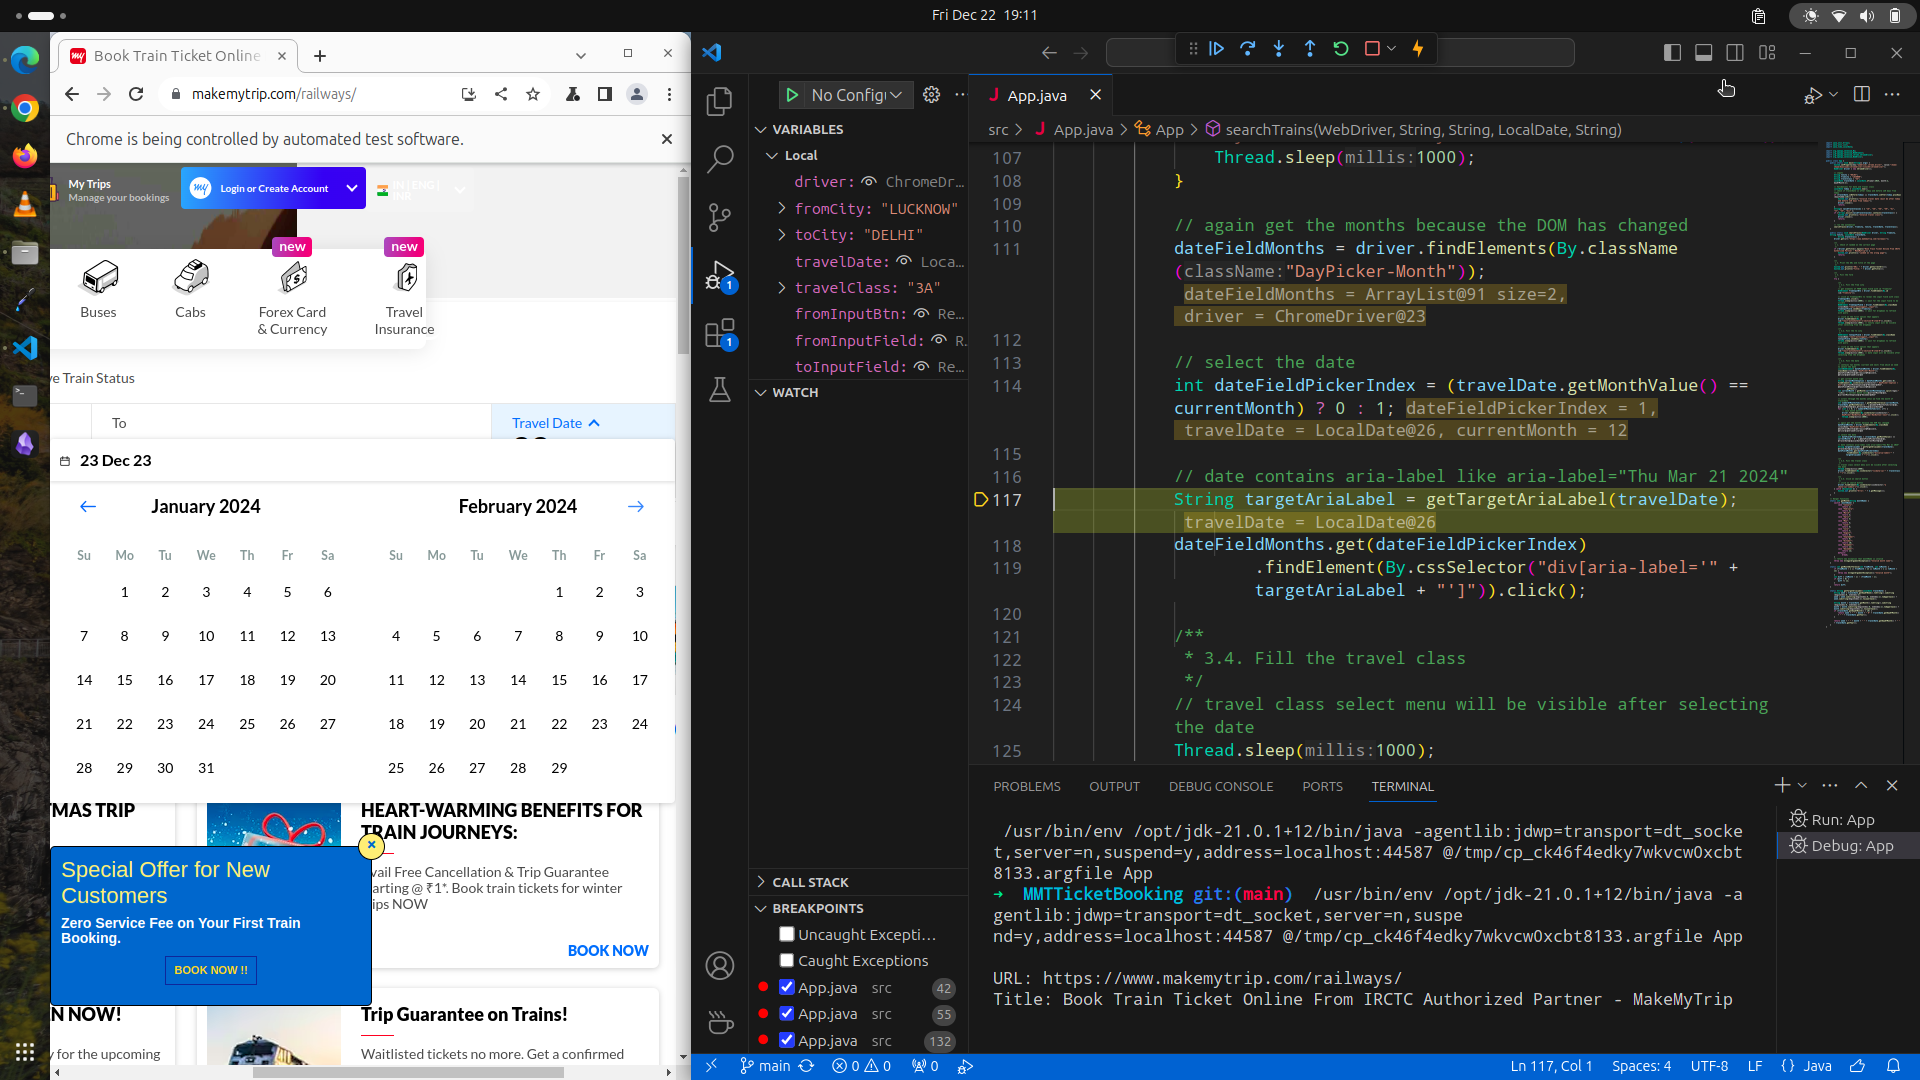 Fri Dec 22 19:11
Book Train Ticket Online
makemytrip.com/railways/
Chrome is being controlled by automated test software.
My Trips
Manage your bookings
my
Login or Create Account
IN | ENG |
INR
new
new
Buses
Cabs
Forex Card
& Currency
Travel
Insurance
ve Train Status
To
Travel Date
23 Dec 23
January 2024
February 2024
Su Mo Tu We Th Fr Sa
Su Mo Tu We Th Fr Sa
1 2 3 4 5 6
1 2 3
7 8 9 10 11 12 13
4 5 6 7 8 9 10
14 15 16 17 18 19 20
11 12 13 14 15 16 17
21 22 23 24 25 26 27
18 19 20 21 22 23 24
28 29 30 31
25 26 27 28 29
MAS TRIP
HEART-WARMING BENEFITS FOR
TRAIN JOURNEYS:
vail Free Cancellation & Trip Guarantee
arting @ ₹1*. Book train tickets for winter
ips NOW
BOOK NOW
Special Offer for New
Customers
Zero Service Fee on Your First Train
Booking.
BOOK NOW !!
N NOW!
y for the upcoming
Trip Guarantee on Trains!
Waitlisted tickets no more. Get a confirmed
No Config
VARIABLES
Local
driver: ChromeDr…
fromCity: "LUCKNOW"
toCity: "DELHI"
travelDate: Loca…
travelClass: "3A"
fromInputBtn: Re…
fromInputField: R…
toInputField: Re…
WATCH
CALL STACK
BREAKPOINTS
Uncaught Excepti…
Caught Exceptions
App.java src 42
App.java src 55
App.java src 132
1
1
J App.java
src > J App.java > App > searchTrains(WebDriver, String, String, LocalDate, String)
107 Thread.sleep(millis:1000);
108 }
109
110 // again get the months because the DOM has changed
111 dateFieldMonths = driver.findElements(By.className
(className:"DayPicker-Month"));
dateFieldMonths = ArrayList@91 size=2,
driver = ChromeDriver@23
112
113 // select the date
114 int dateFieldPickerIndex = (travelDate.getMonthValue() ==
currentMonth) ? 0 : 1; dateFieldPickerIndex = 1,
travelDate = LocalDate@26, currentMonth = 12
115
116 // date contains aria-label like aria-label="Thu Mar 21 2024"
117 String targetAriaLabel = getTargetAriaLabel(travelDate);
travelDate = LocalDate@26
118 dateFieldMonths.get(dateFieldPickerIndex)
119 .findElement(By.cssSelector("div[aria-label='" +
targetAriaLabel + "']")).click();
120
121 /**
122 * 3.4. Fill the travel class
123 */
124 // travel class select menu will be visible after selecting
the date
125 Thread.sleep(millis:1000);
PROBLEMS OUTPUT DEBUG CONSOLE PORTS TERMINAL
/usr/bin/env /opt/jdk-21.0.1+12/bin/java -agentlib:jdwp=transport=dt_socke
t,server=n,suspend=y,address=localhost:44587 @/tmp/cp_ck46f4edky7wkvcw0xcbt
8133.argfile App
➜ MMTTicketBooking git:(main) /usr/bin/env /opt/jdk-21.0.1+12/bin/java -a
gentlib:jdwp=transport=dt_socket,server=n,suspe
nd=y,address=localhost:44587 @/tmp/cp_ck46f4edky7wkvcw0xcbt8133.argfile App
URL: https://www.makemytrip.com/railways/
Title: Book Train Ticket Online From IRCTC Authorized Partner - MakeMyTrip
Run: App
Debug: App
main 0 0 0 Ln 117, Col 1 Spaces: 4 UTF-8 LF {} Java